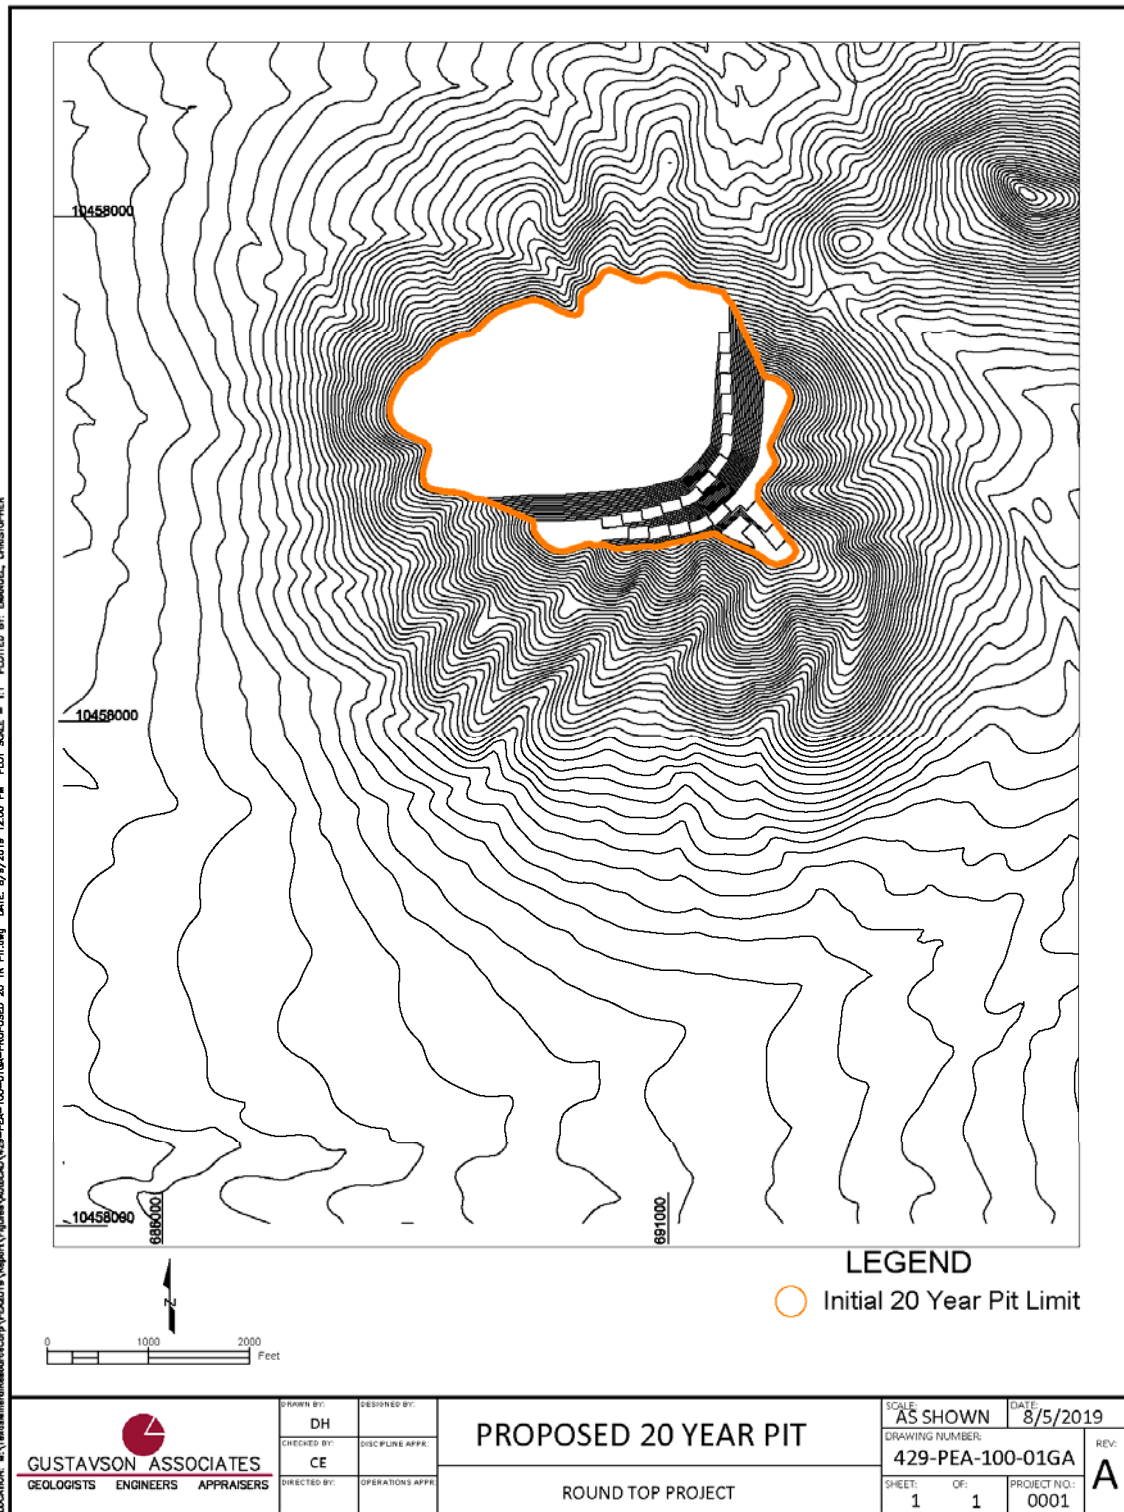 10458000
10458000
10458000
686000
691000
N
0 1000 2000
Feet
LEGEND
Initial 20 Year Pit Limit
GUSTAVSON ASSOCIATES
GEOLOGISTS ENGINEERS APPRAISERS
DRAWN BY:
DH
DESIGNED BY:
CHECKED BY:
CE
DISCIPLINE APPR:
DIRECTED BY:
OPERATIONS APPR:
PROPOSED 20 YEAR PIT
ROUND TOP PROJECT
SCALE:
AS SHOWN
DATE:
8/5/2019
DRAWING NUMBER:
429-PEA-100-01GA
REV:
A
SHEET: OF:
1 1
PROJECT NO.:
0001